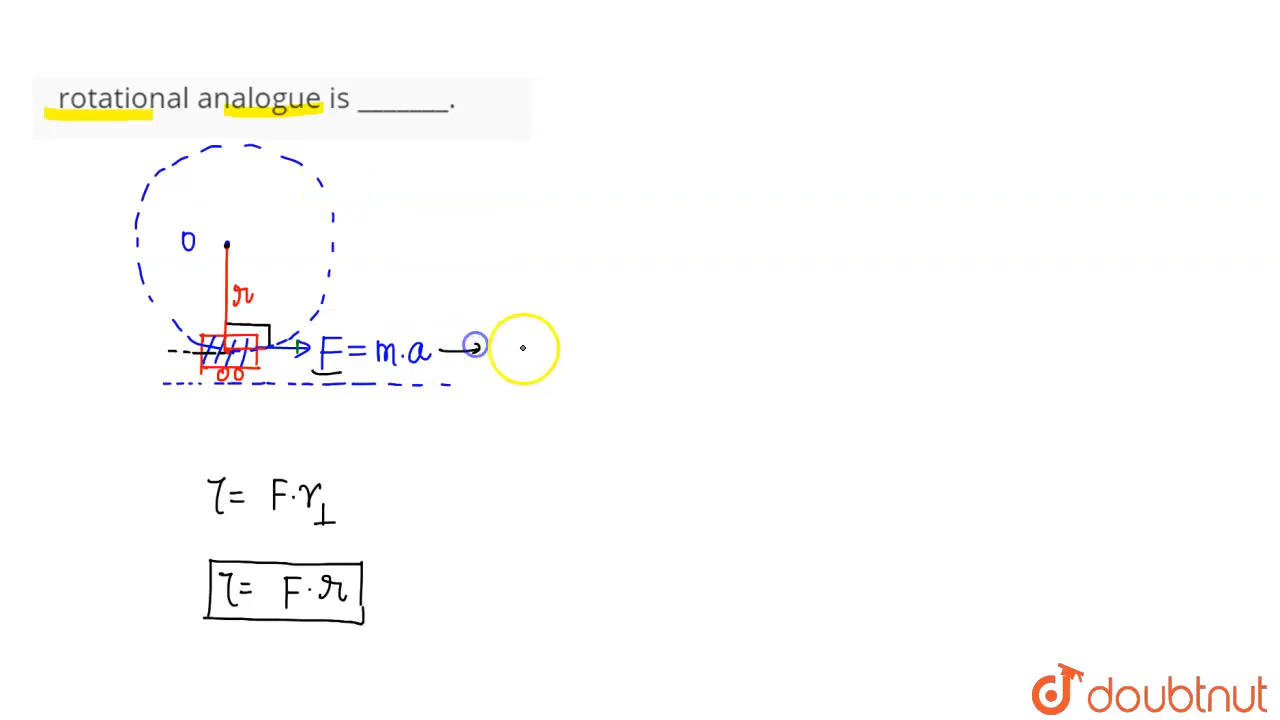 rotational analogue is _______.
O
r
F = m.a →
τ = F.r⊥
τ = F.r
doubtnut